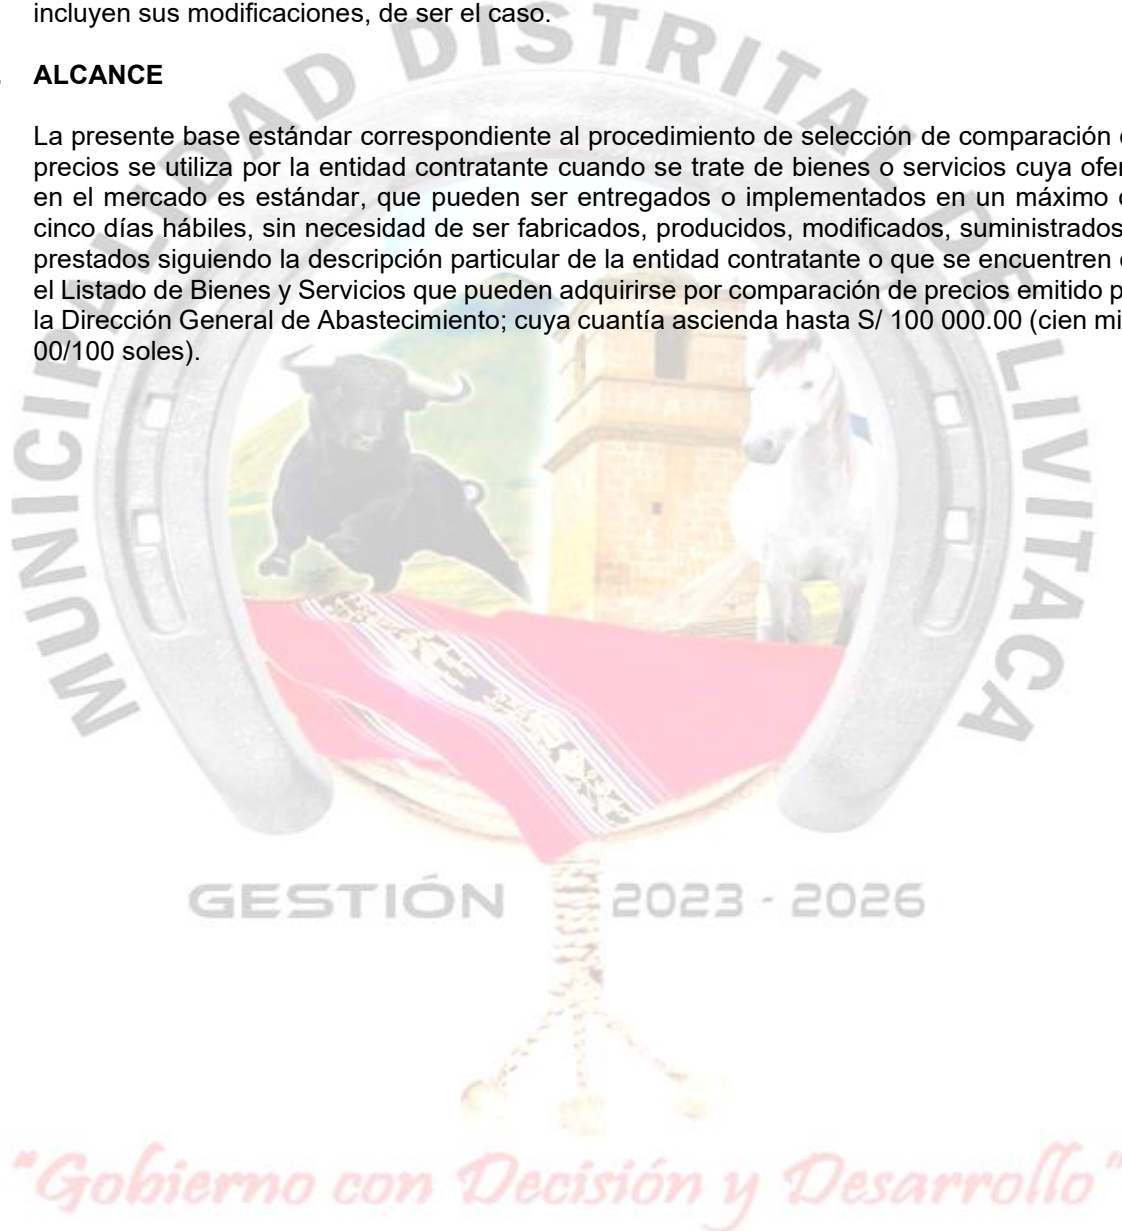 incluyen sus modificaciones, de ser el caso.
ALCANCE
La presente base estándar correspondiente al procedimiento de selección de comparación
precios se utiliza por la entidad contratante cuando se trate de bienes o servicios cuya
en el mercado es estándar, que pueden ser entregados o implementados en un máximo
cinco días hábiles, sin necesidad de ser fabricados, producidos, modificados, suministrados
prestados siguiendo la descripción particular de la entidad contratante o que se encuentren
el Listado de Bienes y Servicios que pueden adquirirse por comparación de precios emitido
la Dirección General de Abastecimiento; cuya cuantía ascienda hasta S/ 100 000.00 (cien
00/100 soles).
MUNICIPALIDAD DISTRITAL DE LIVITACA
GESTIÓN 2023 - 2026
"Gobierno con Decisión y Desarrollo"